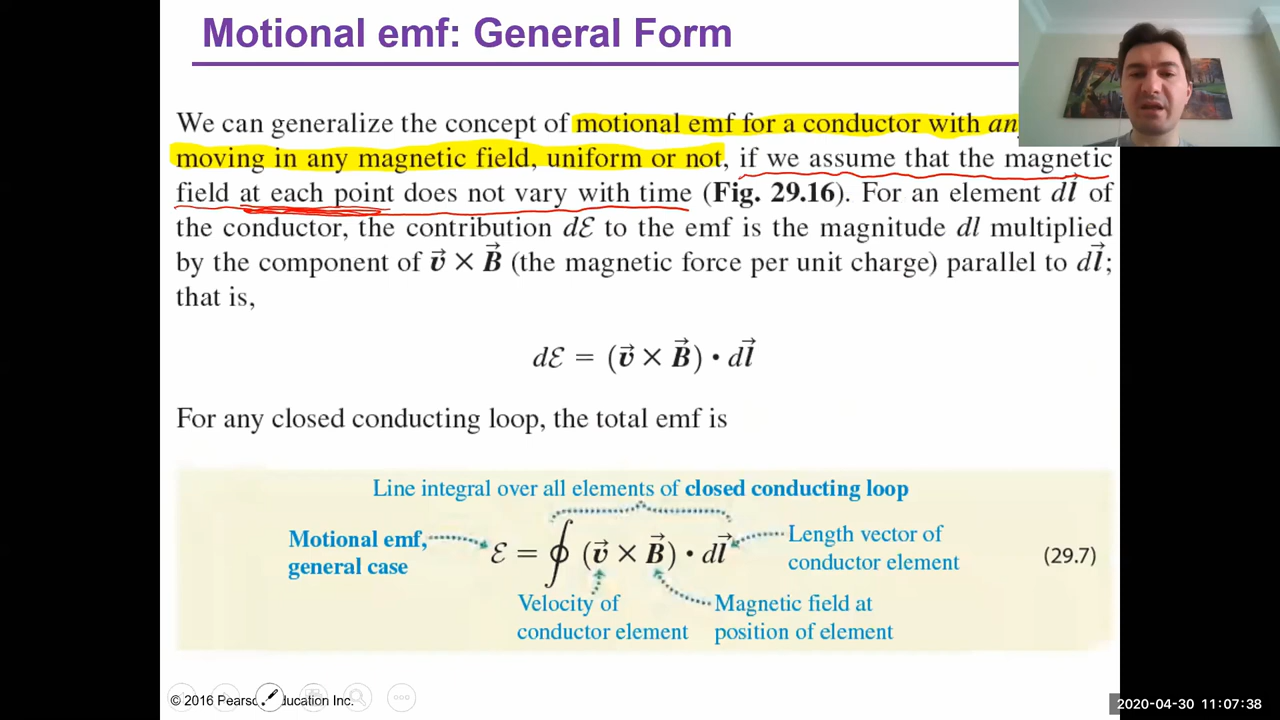 Motional emf: General Form
We can generalize the concept of motional emf for a conductor with an
moving in any magnetic field, uniform or not, if we assume that the magnetic
field at each point does not vary with time (Fig. 29.16). For an element dl⃗ of
the conductor, the contribution dℰ to the emf is the magnitude dl multiplied
by the component of v⃗ × B⃗ (the magnetic force per unit charge) parallel to dl⃗;
that is,
dℰ = (v⃗ × B⃗) · dl⃗
For any closed conducting loop, the total emf is
Line integral over all elements of closed conducting loop
Motional emf,
general case
ℰ = ∮ (v⃗ × B⃗) · dl⃗
Length vector of
conductor element
(29.7)
Velocity of
conductor element
Magnetic field at
position of element
© 2016 Pearson Education Inc.
2020-04-30 11:07:38